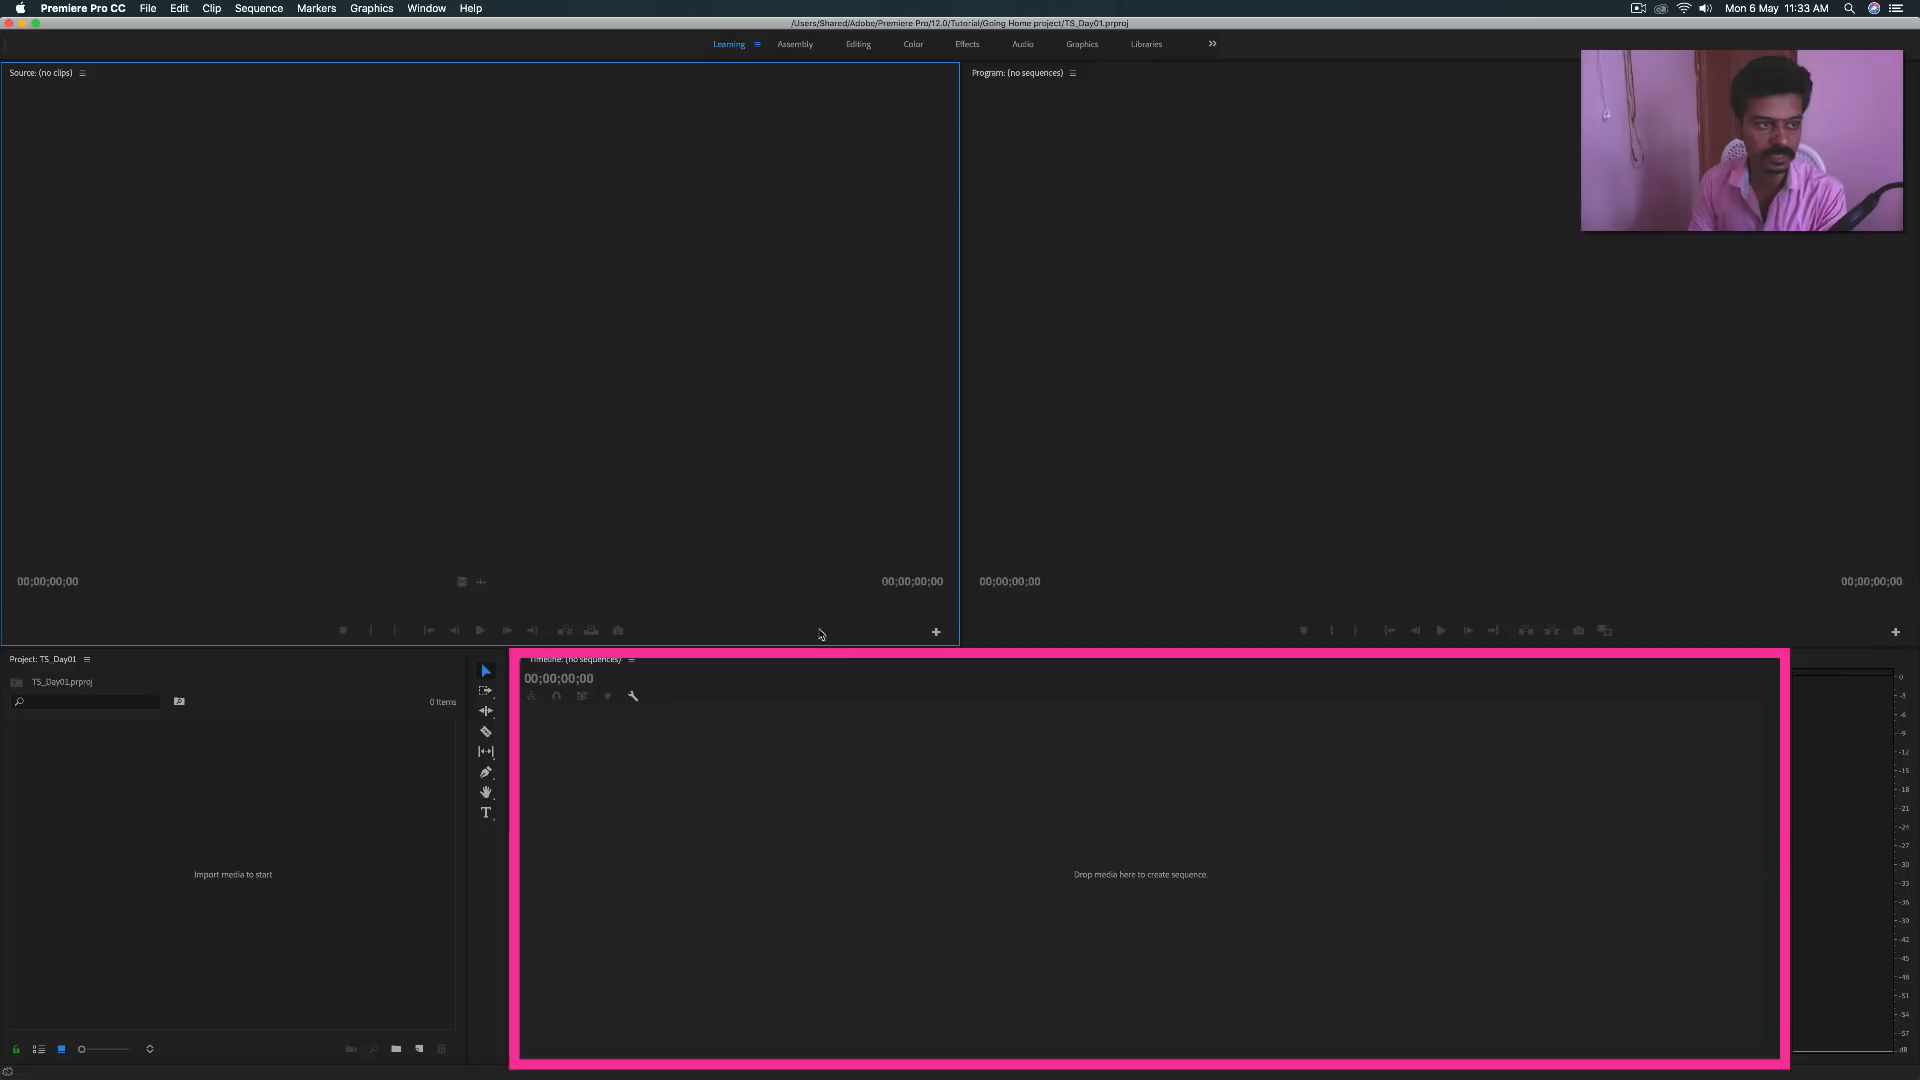 Premiere Pro CC File Edit Clip Sequence Markers Graphics Window Help Mon 6 May 11:33 AM
/Users/Shared/Adobe/Premiere Pro/12.0/Tutorial/Going Home project/TS_Day01.prproj
Learning Assembly Editing Color Effects Audio Graphics Libraries
Source: (no clips) Program: (no sequences)
00;00;00;00 00;00;00;00 00;00;00;00 00;00;00;00
Project: TS_Day01 Timeline: (no sequences)
TS_Day01.prproj 00;00;00;00
0 Items
Import media to start Drop media here to create sequence.
0
-3
-6
-9
-12
-15
-18
-21
-24
-27
-30
-33
-36
-39
-42
-45
-48
-51
-54
-57
dB